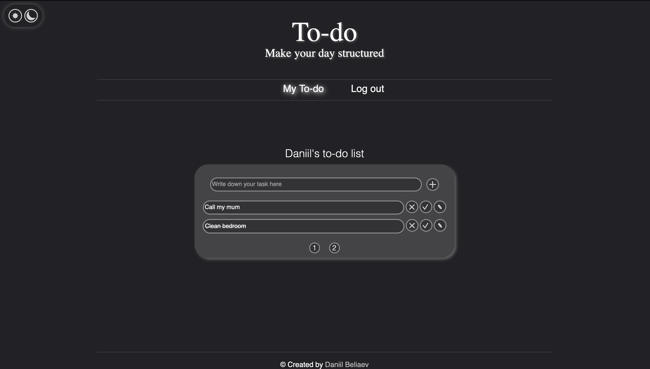 To-do
Make your day structured
My To-do Log out
Daniil's to-do list
Write down your task here
Call my mum
Clean bedroom
1 2
© Created by Daniil Beliaev